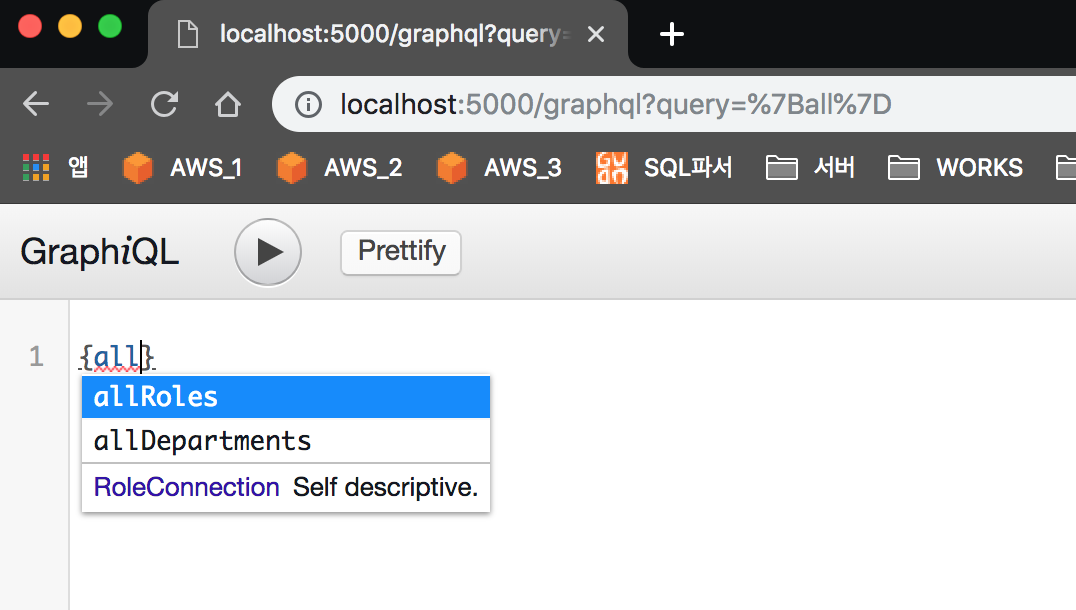 localhost:5000/graphql?query=
localhost:5000/graphql?query=%7Ball%7D
앱 AWS_1 AWS_2 AWS_3 SQL파서 서버 WORKS
GraphiQL Prettify
1 {all}
allRoles
allDepartments
RoleConnection Self descriptive.